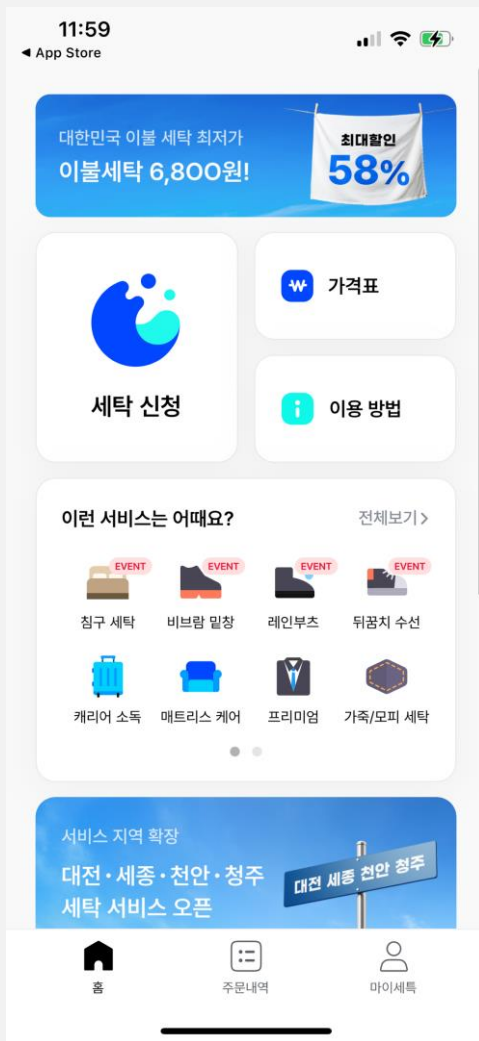 11:59
◀ App Store
대한민국 이불 세탁 최저가
이불세탁 6,800원!
최대할인
58%
세탁 신청
가격표
이용 방법
이런 서비스는 어때요?
전체보기 >
EVENT
EVENT
EVENT
EVENT
침구 세탁
비브람 밑창
레인부츠
뒤꿈치 수선
캐리어 소독
매트리스 케어
프리미엄
가죽/모피 세탁
서비스 지역 확장
대전・세종・천안・청주
세탁 서비스 오픈
대전 세종 천안 청주
홈
주문내역
마이세특